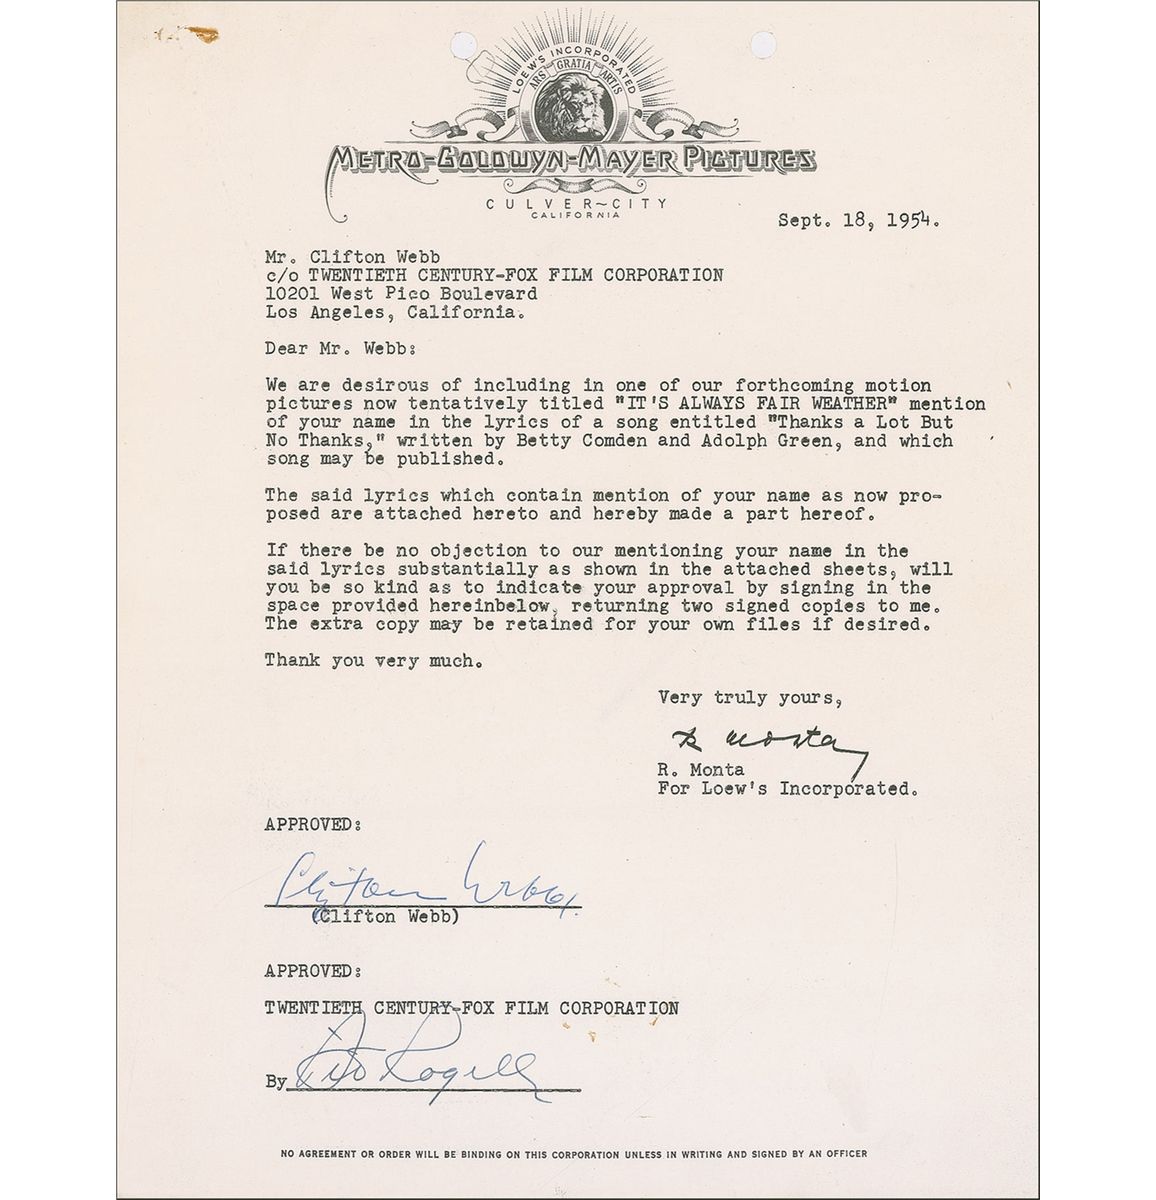 LOEW'S INCORPORATED
ARS GRATIA ARTIS
METRO-GOLDWYN-MAYER PICTURES
CULVER~CITY
CALIFORNIA
Sept. 18, 1954.
Mr. Clifton Webb
c/o TWENTIETH CENTURY-FOX FILM CORPORATION
10201 West Pico Boulevard
Los Angeles, California.
Dear Mr. Webb:
We are desirous of including in one of our forthcoming motion
pictures now tentatively titled "IT'S ALWAYS FAIR WEATHER" mention
of your name in the lyrics of a song entitled "Thanks a Lot But
No Thanks," written by Betty Comden and Adolph Green, and which
song may be published.
The said lyrics which contain mention of your name as now pro-
posed are attached hereto and hereby made a part hereof.
If there be no objection to our mentioning your name in the
said lyrics substantially as shown in the attached sheets, will
you be so kind as to indicate your approval by signing in the
space provided hereinbelow, returning two signed copies to me.
The extra copy may be retained for your own files if desired.
Thank you very much.
Very truly yours,
R Monta
R. Monta
For Loew's Incorporated.
APPROVED:
Clifton Webb.
(Clifton Webb)
APPROVED:
TWENTIETH CENTURY-FOX FILM CORPORATION
By Rogell
NO AGREEMENT OR ORDER WILL BE BINDING ON THIS CORPORATION UNLESS IN WRITING AND SIGNED BY AN OFFICER